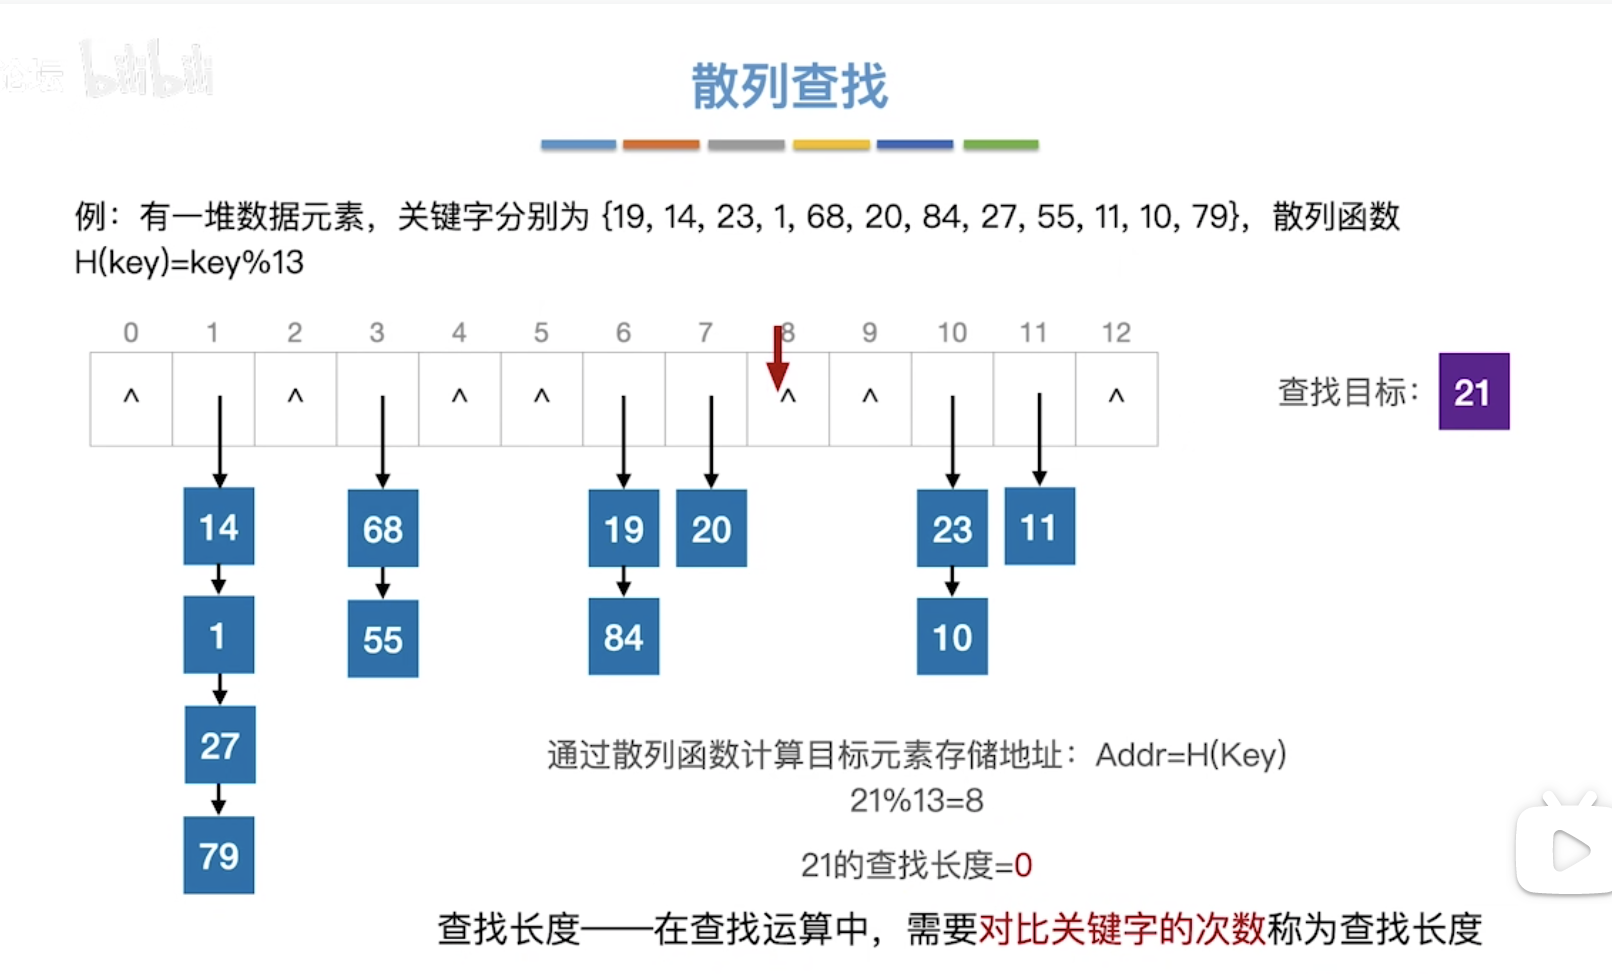 论坛 bilibili
散列查找
例：有一堆数据元素，关键字分别为 {19, 14, 23, 1, 68, 20, 84, 27, 55, 11, 10, 79}，散列函数
H(key)=key%13
0 1 2 3 4 5 6 7 8 9 10 11 12
^ ^ ^ ^ ^ ^ ^
查找目标： 21
14 68 19 20 23 11
1 55 84 10
27
79
通过散列函数计算目标元素存储地址：Addr=H(Key)
21%13=8
21的查找长度=0
查找长度——在查找运算中，需要对比关键字的次数称为查找长度